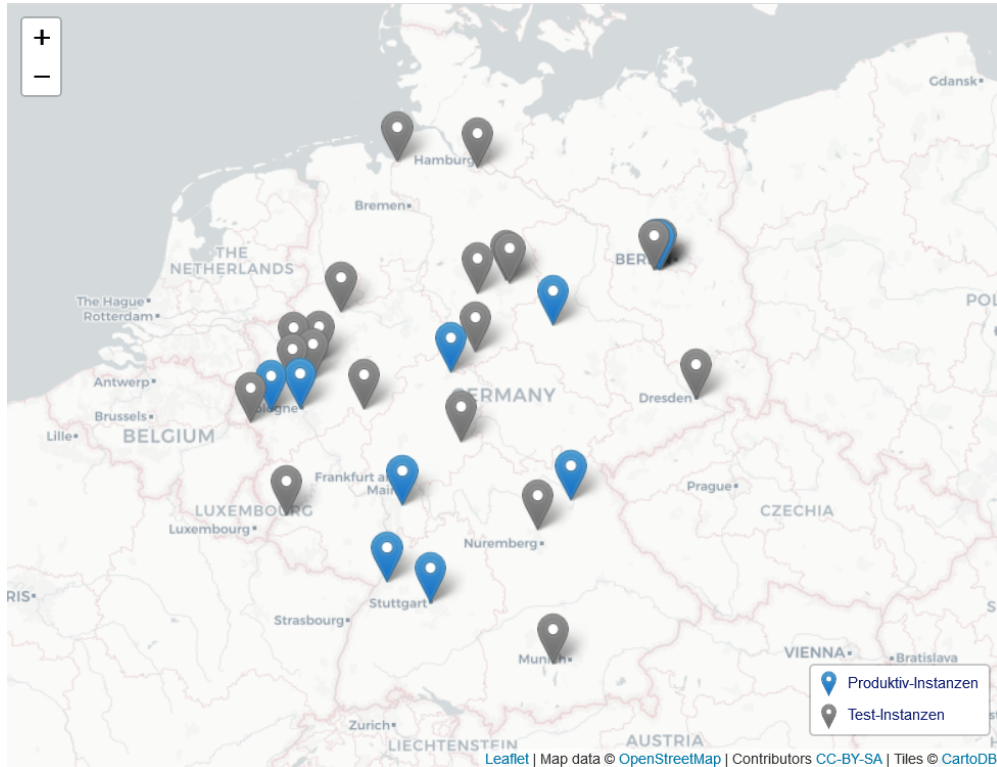 +
−
Gdansk
Hamburg
Bremen
THE
NETHERLANDS
The Hague
Rotterdam
Antwerp
Brussels
Lille
BELGIUM
GERMANY
Dresden
Frankfurt am
Main
LUXEMBOURG
Luxembourg
Prague
CZECHIA
Nuremberg
Stuttgart
Strasbourg
Munich
VIENNA
Bratislava
Zurich
LIECHTENSTEIN
AUSTRIA
Produktiv-Instanzen
Test-Instanzen
Leaflet | Map data © OpenStreetMap | Contributors CC-BY-SA | Tiles © CartoDB